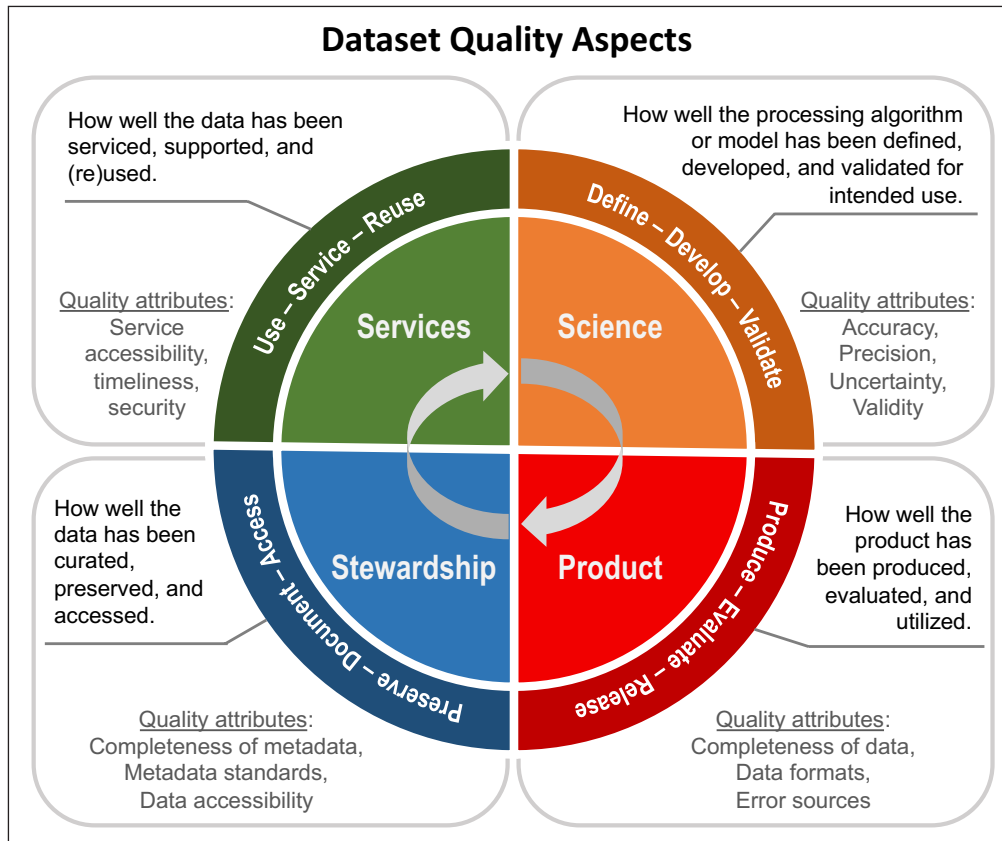 Dataset Quality Aspects
How well the data has been
serviced, supported, and
(re)used.
How well the processing algorithm
or model has been defined,
developed, and validated for
intended use.
Use – Service – Reuse
Define – Develop – Validate
Quality attributes:
Service
accessibility,
timeliness,
security
Services
Science
Quality attributes:
Accuracy,
Precision,
Uncertainty,
Validity
How well the
data has been
curated,
preserved, and
accessed.
Stewardship
Product
How well the
product has
been produced,
evaluated, and
utilized.
Preserve – Document – Access
Produce – Evaluate – Release – Utilize
Quality attributes:
Completeness of metadata,
Metadata standards,
Data accessibility
Quality attributes:
Completeness of data,
Data formats,
Error sources